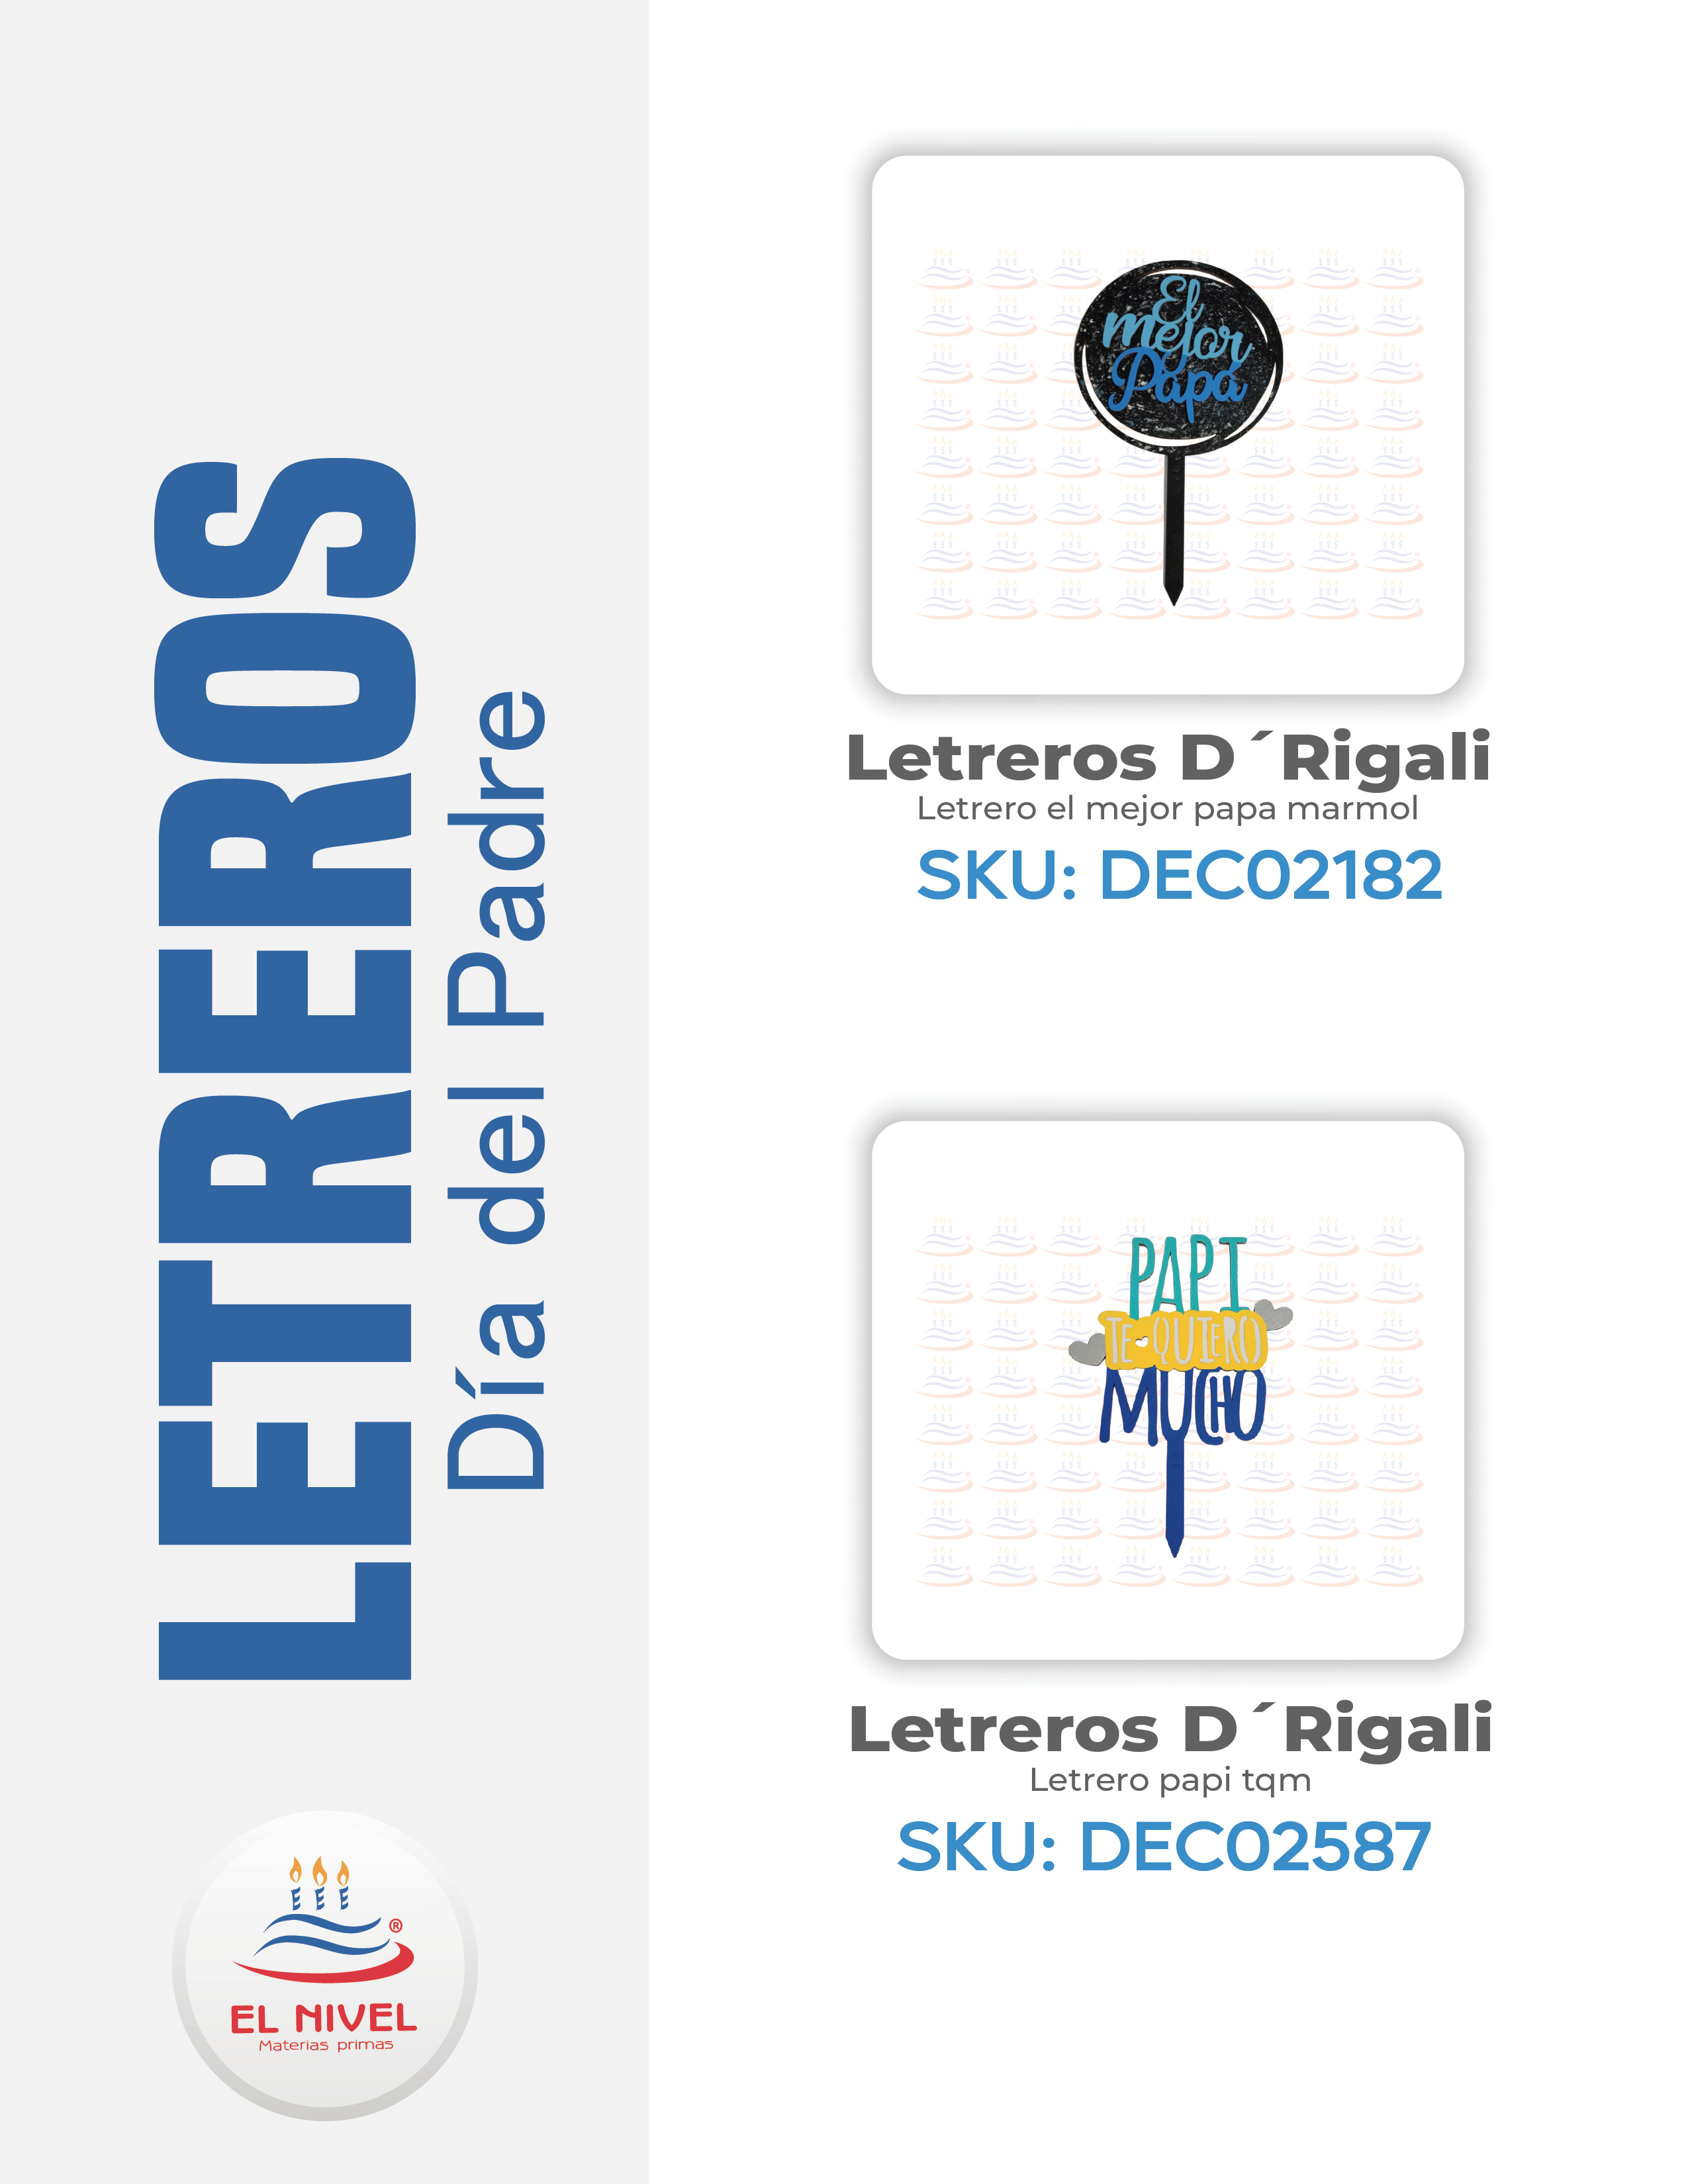 LETREROS
Día del Padre
El
mejor
Papá
Letreros D´Rigali
Letrero el mejor papa marmol
SKU: DEC02182
PAPI
TE QUIERO
MUCHO
Letreros D´Rigali
Letrero papi tqm
SKU: DEC02587
®
EL NIVEL
Materias primas